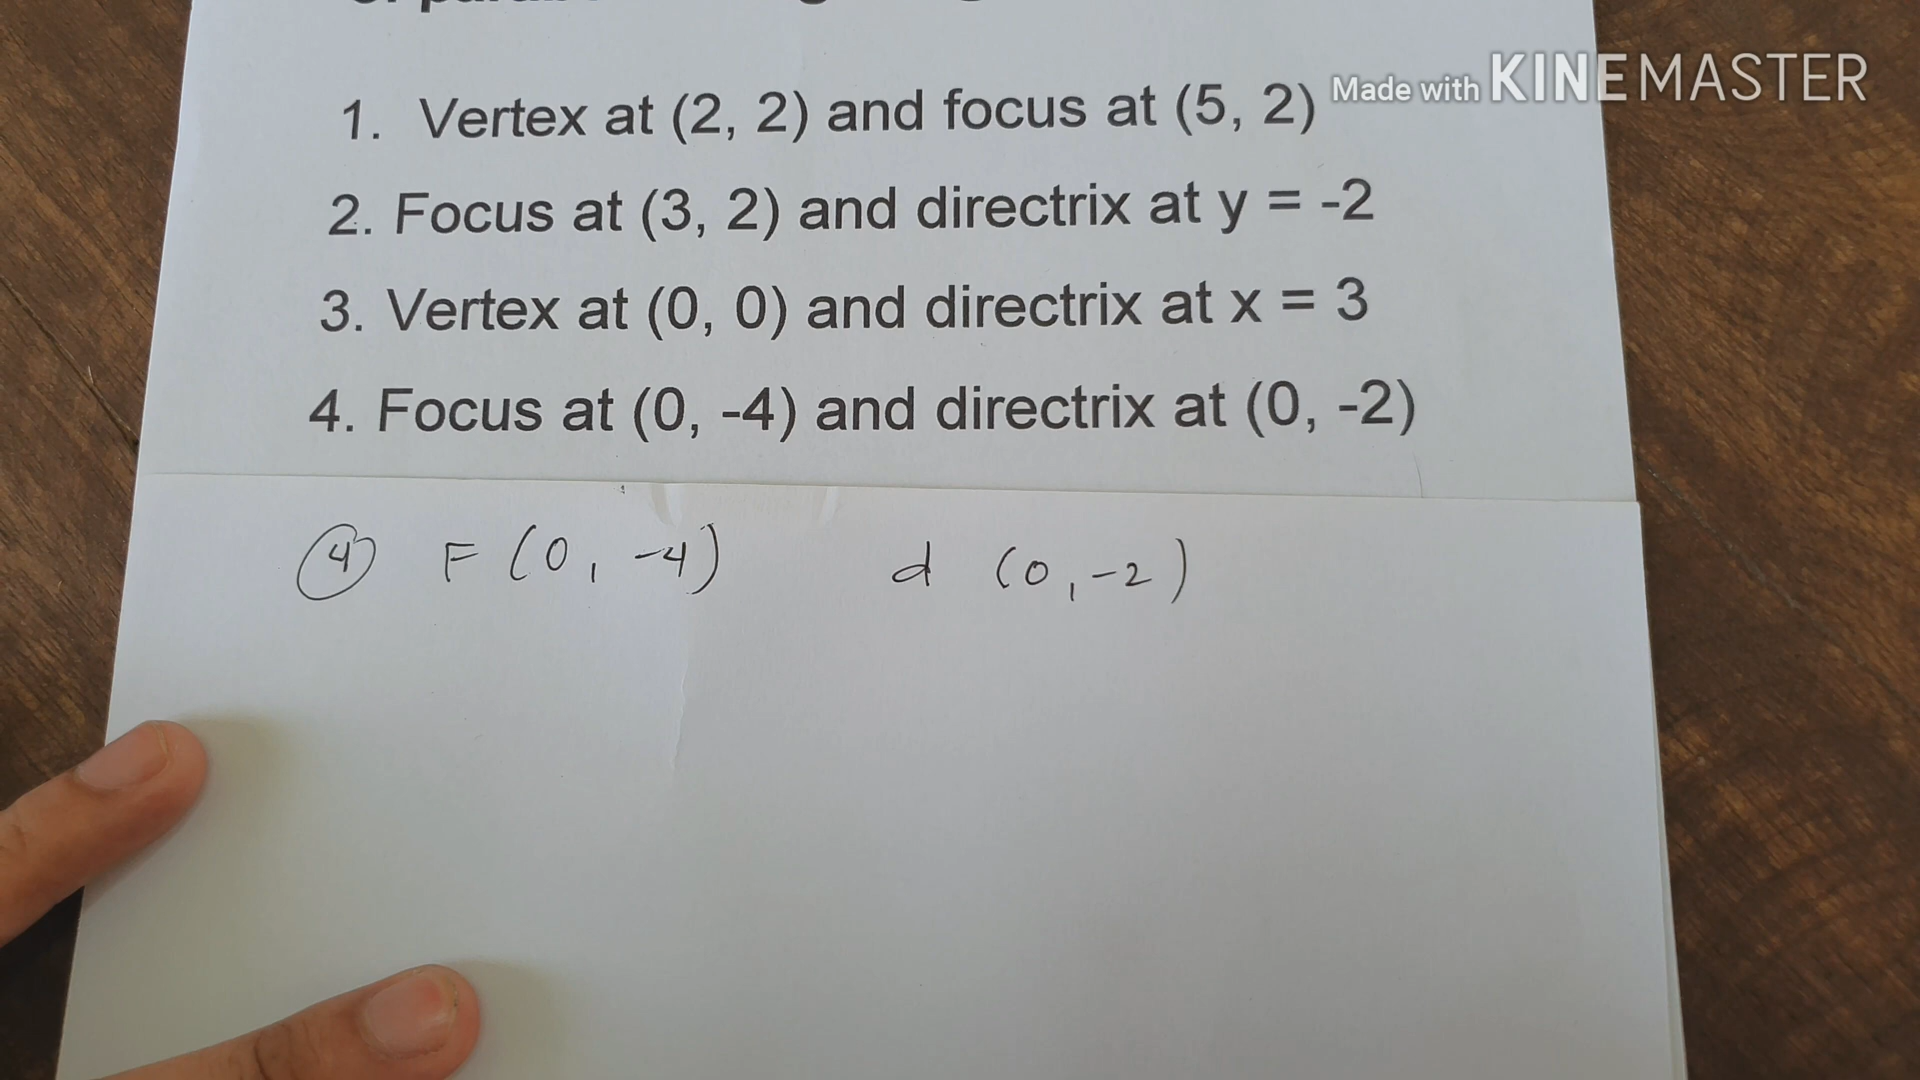 Made with KINEMASTER
1. Vertex at (2, 2) and focus at (5, 2)
2. Focus at (3, 2) and directrix at y = -2
3. Vertex at (0, 0) and directrix at x = 3
4. Focus at (0, -4) and directrix at (0, -2)
4 F (0, -4) d (0, -2)